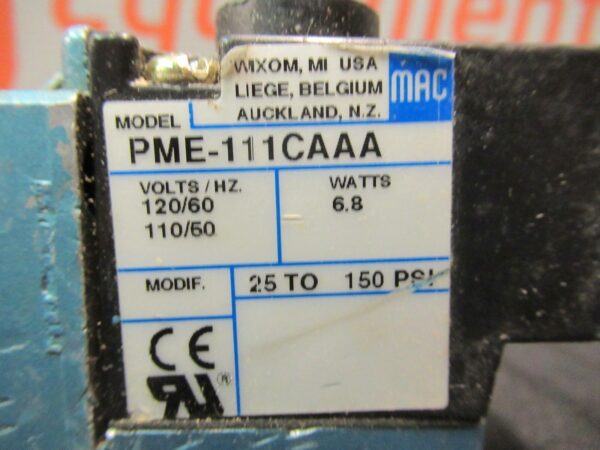 WIXOM, MI USA
LIEGE, BELGIUM
AUCKLAND, N.Z.
MAC
MODEL
PME-111CAAA
VOLTS/HZ.
120/60
110/50
WATTS
6.8
MODIF.
25 TO 150 PSI
CE
RU®